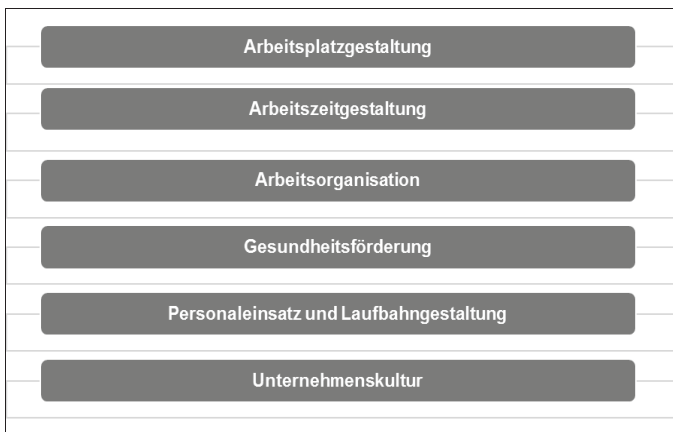 Arbeitsplatzgestaltung
Arbeitszeitgestaltung
Arbeitsorganisation
Gesundheitsförderung
Personaleinsatz und Laufbahngestaltung
Unternehmenskultur